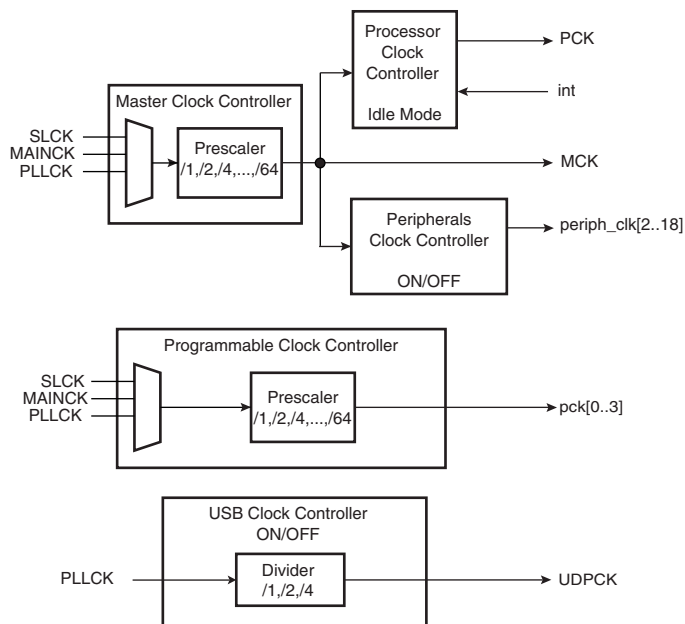 Processor
Clock
Controller
Idle Mode
PCK
int
Master Clock Controller
SLCK
MAINCK
PLLCK
Prescaler
/1,/2,/4,...,/64
MCK
Peripherals
Clock Controller
ON/OFF
periph_clk[2..18]
Programmable Clock Controller
SLCK
MAINCK
PLLCK
Prescaler
/1,/2,/4,...,/64
pck[0..3]
USB Clock Controller
ON/OFF
PLLCK
Divider
/1,/2,/4
UDPCK